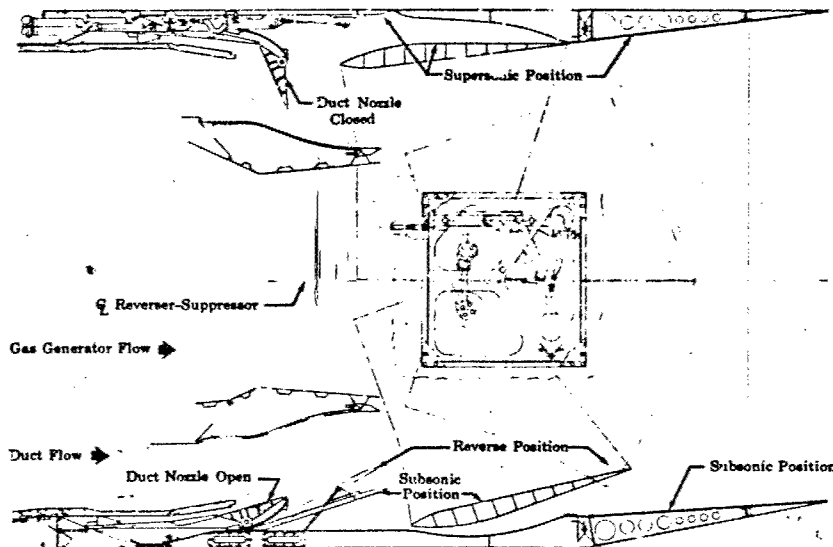 Supersonic Position
Duct Nozzle
Closed
℄ Reverser-Suppressor
Gas Generator Flow
Duct Flow
Reverse Position
Duct Nozzle Open
Subsonic
Position
Subsonic Position